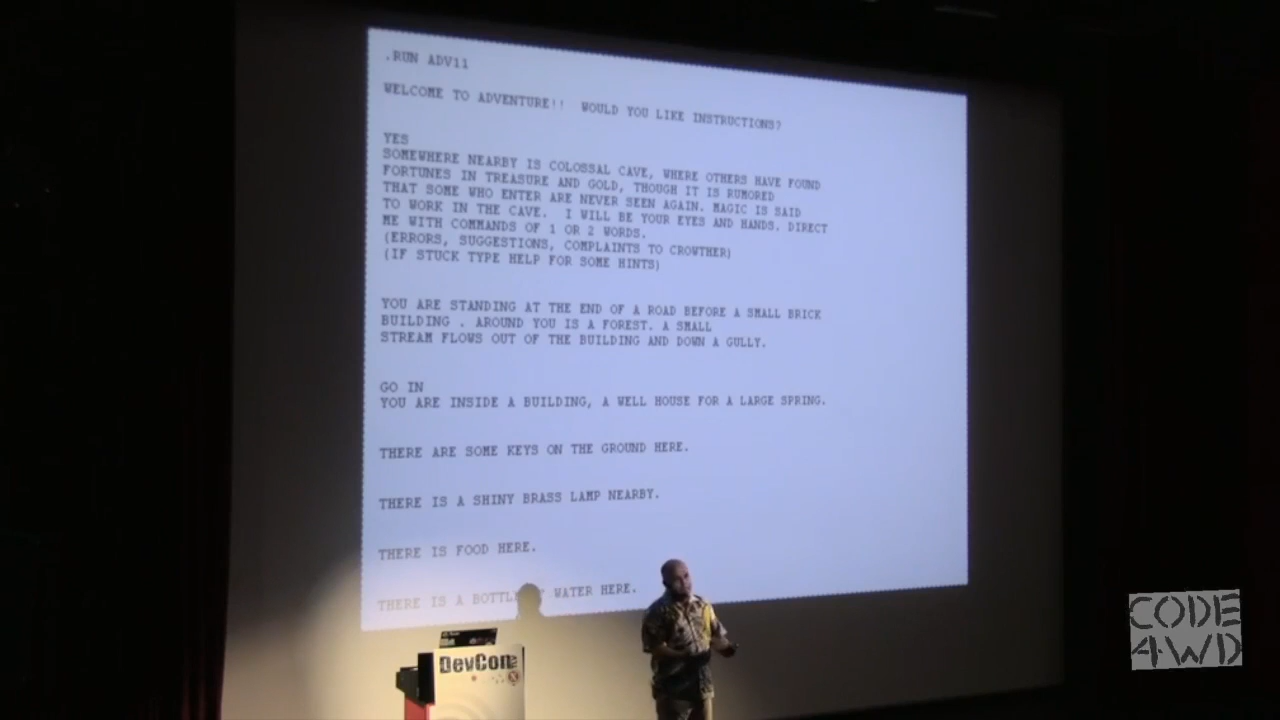 .RUN ADV11
WELCOME TO ADVENTURE!! WOULD YOU LIKE INSTRUCTIONS?
YES
SOMEWHERE NEARBY IS COLOSSAL CAVE, WHERE OTHERS HAVE FOUND
FORTUNES IN TREASURE AND GOLD, THOUGH IT IS RUMORED
THAT SOME WHO ENTER ARE NEVER SEEN AGAIN. MAGIC IS SAID
TO WORK IN THE CAVE. I WILL BE YOUR EYES AND HANDS. DIRECT
ME WITH COMMANDS OF 1 OR 2 WORDS.
(ERRORS, SUGGESTIONS, COMPLAINTS TO CROWTHER)
(IF STUCK TYPE HELP FOR SOME HINTS)
YOU ARE STANDING AT THE END OF A ROAD BEFORE A SMALL BRICK
BUILDING . AROUND YOU IS A FOREST. A SMALL
STREAM FLOWS OUT OF THE BUILDING AND DOWN A GULLY.
GO IN
YOU ARE INSIDE A BUILDING, A WELL HOUSE FOR A LARGE SPRING.
THERE ARE SOME KEYS ON THE GROUND HERE.
THERE IS A SHINY BRASS LAMP NEARBY.
THERE IS FOOD HERE.
THERE IS A BOTTLE WATER HERE.
DevCon
CODE
4WD